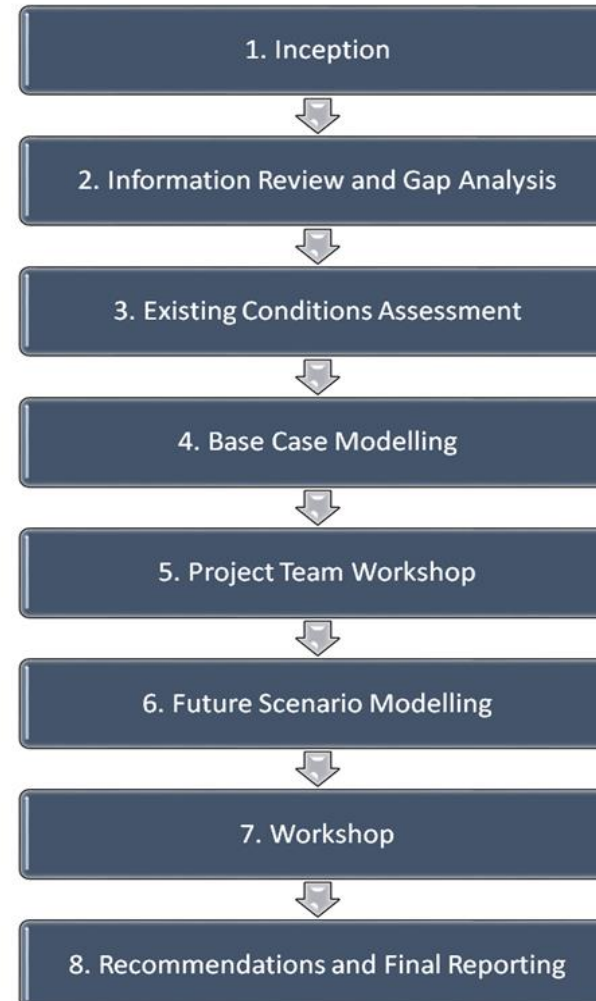 1. Inception
2. Information Review and Gap Analysis
3. Existing Conditions Assessment
4. Base Case Modelling
5. Project Team Workshop
6. Future Scenario Modelling
7. Workshop
8. Recommendations and Final Reporting